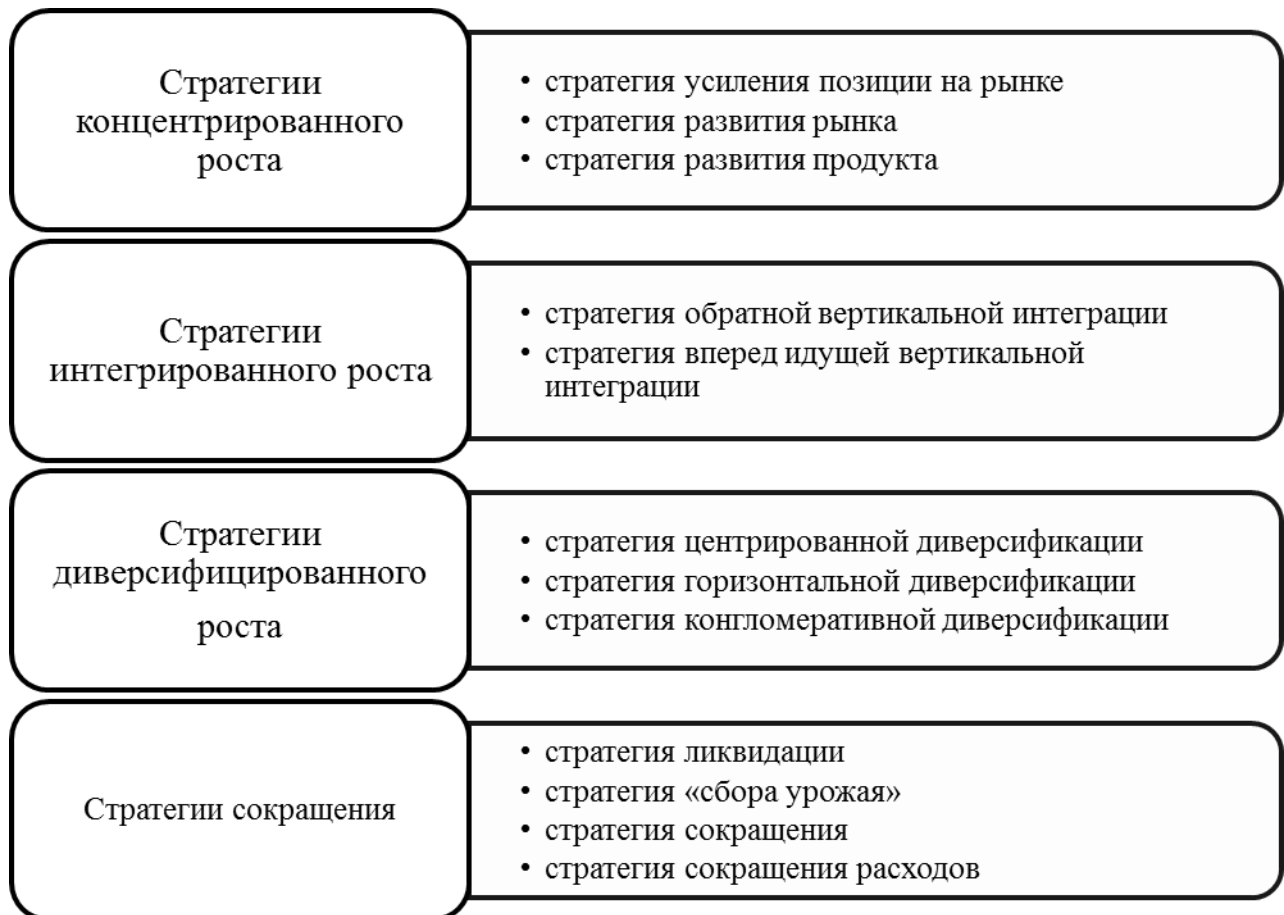 Стратегии
концентрированного
роста
• стратегия усиления позиции на рынке
• стратегия развития рынка
• стратегия развития продукта
Стратегии
интегрированного роста
• стратегия обратной вертикальной интеграции
• стратегия вперед идущей вертикальной
интеграции
Стратегии
диверсифицированного
роста
• стратегия центрированной диверсификации
• стратегия горизонтальной диверсификации
• стратегия конгломеративной диверсификации
Стратегии сокращения
• стратегия ликвидации
• стратегия «сбора урожая»
• стратегия сокращения
• стратегия сокращения расходов